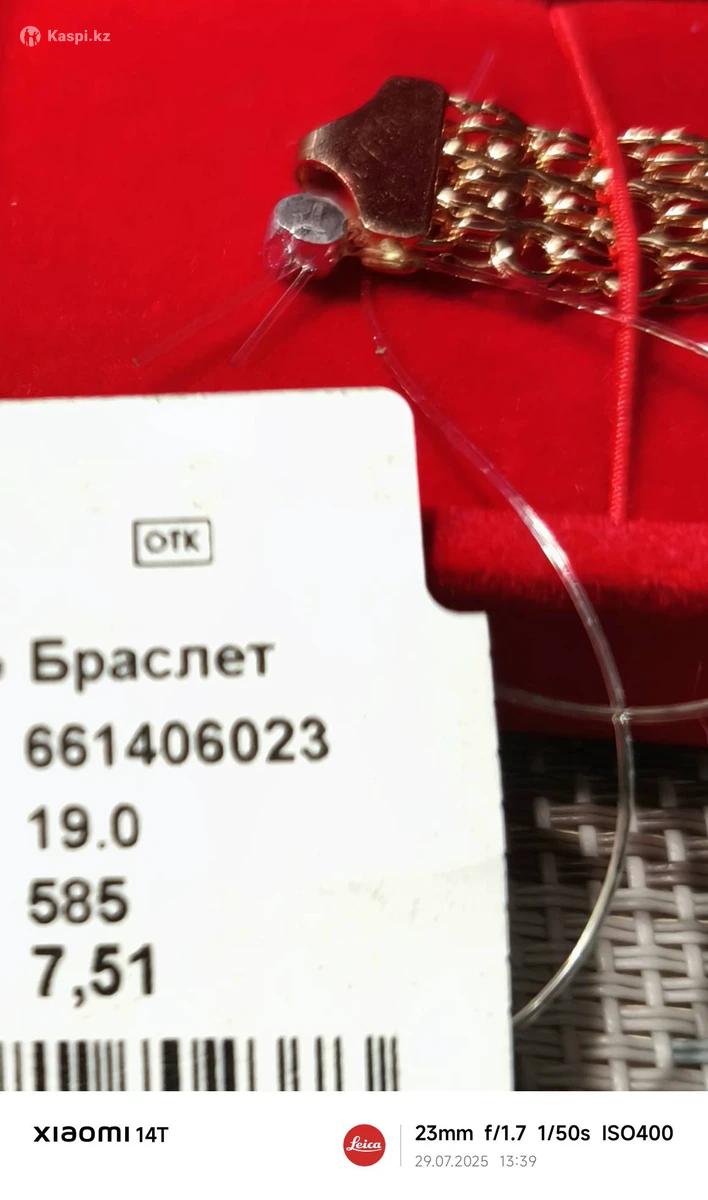 Kaspi.kz
ОТК
Браслет
661406023
19.0
585
7,51
XIAOMI 14T
Leica
23mm f/1.7 1/50s ISO400
29.07.2025 13:39